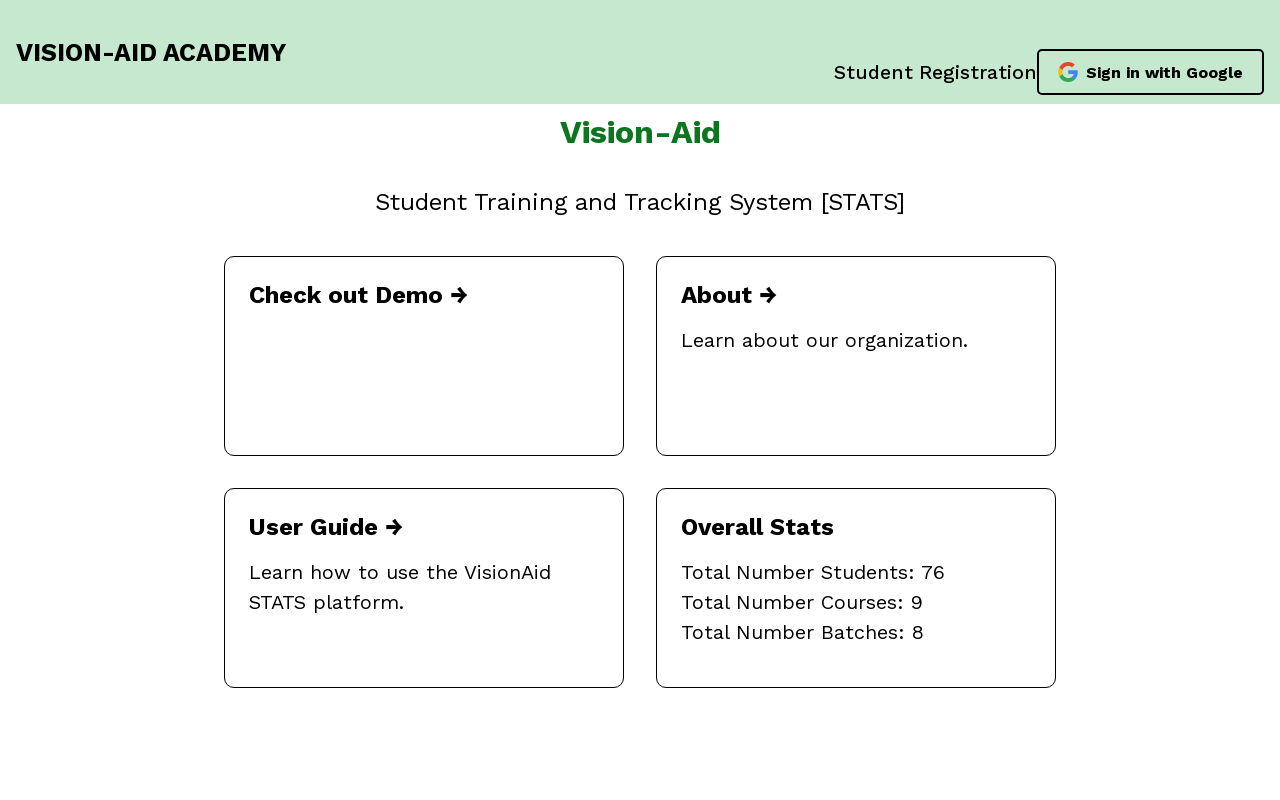 VISION-AID ACADEMY
Student Registration
Sign in with Google
Vision-Aid
Student Training and Tracking System [STATS]
Check out Demo →
About →
Learn about our organization.
User Guide →
Learn how to use the VisionAid
STATS platform.
Overall Stats
Total Number Students: 76
Total Number Courses: 9
Total Number Batches: 8